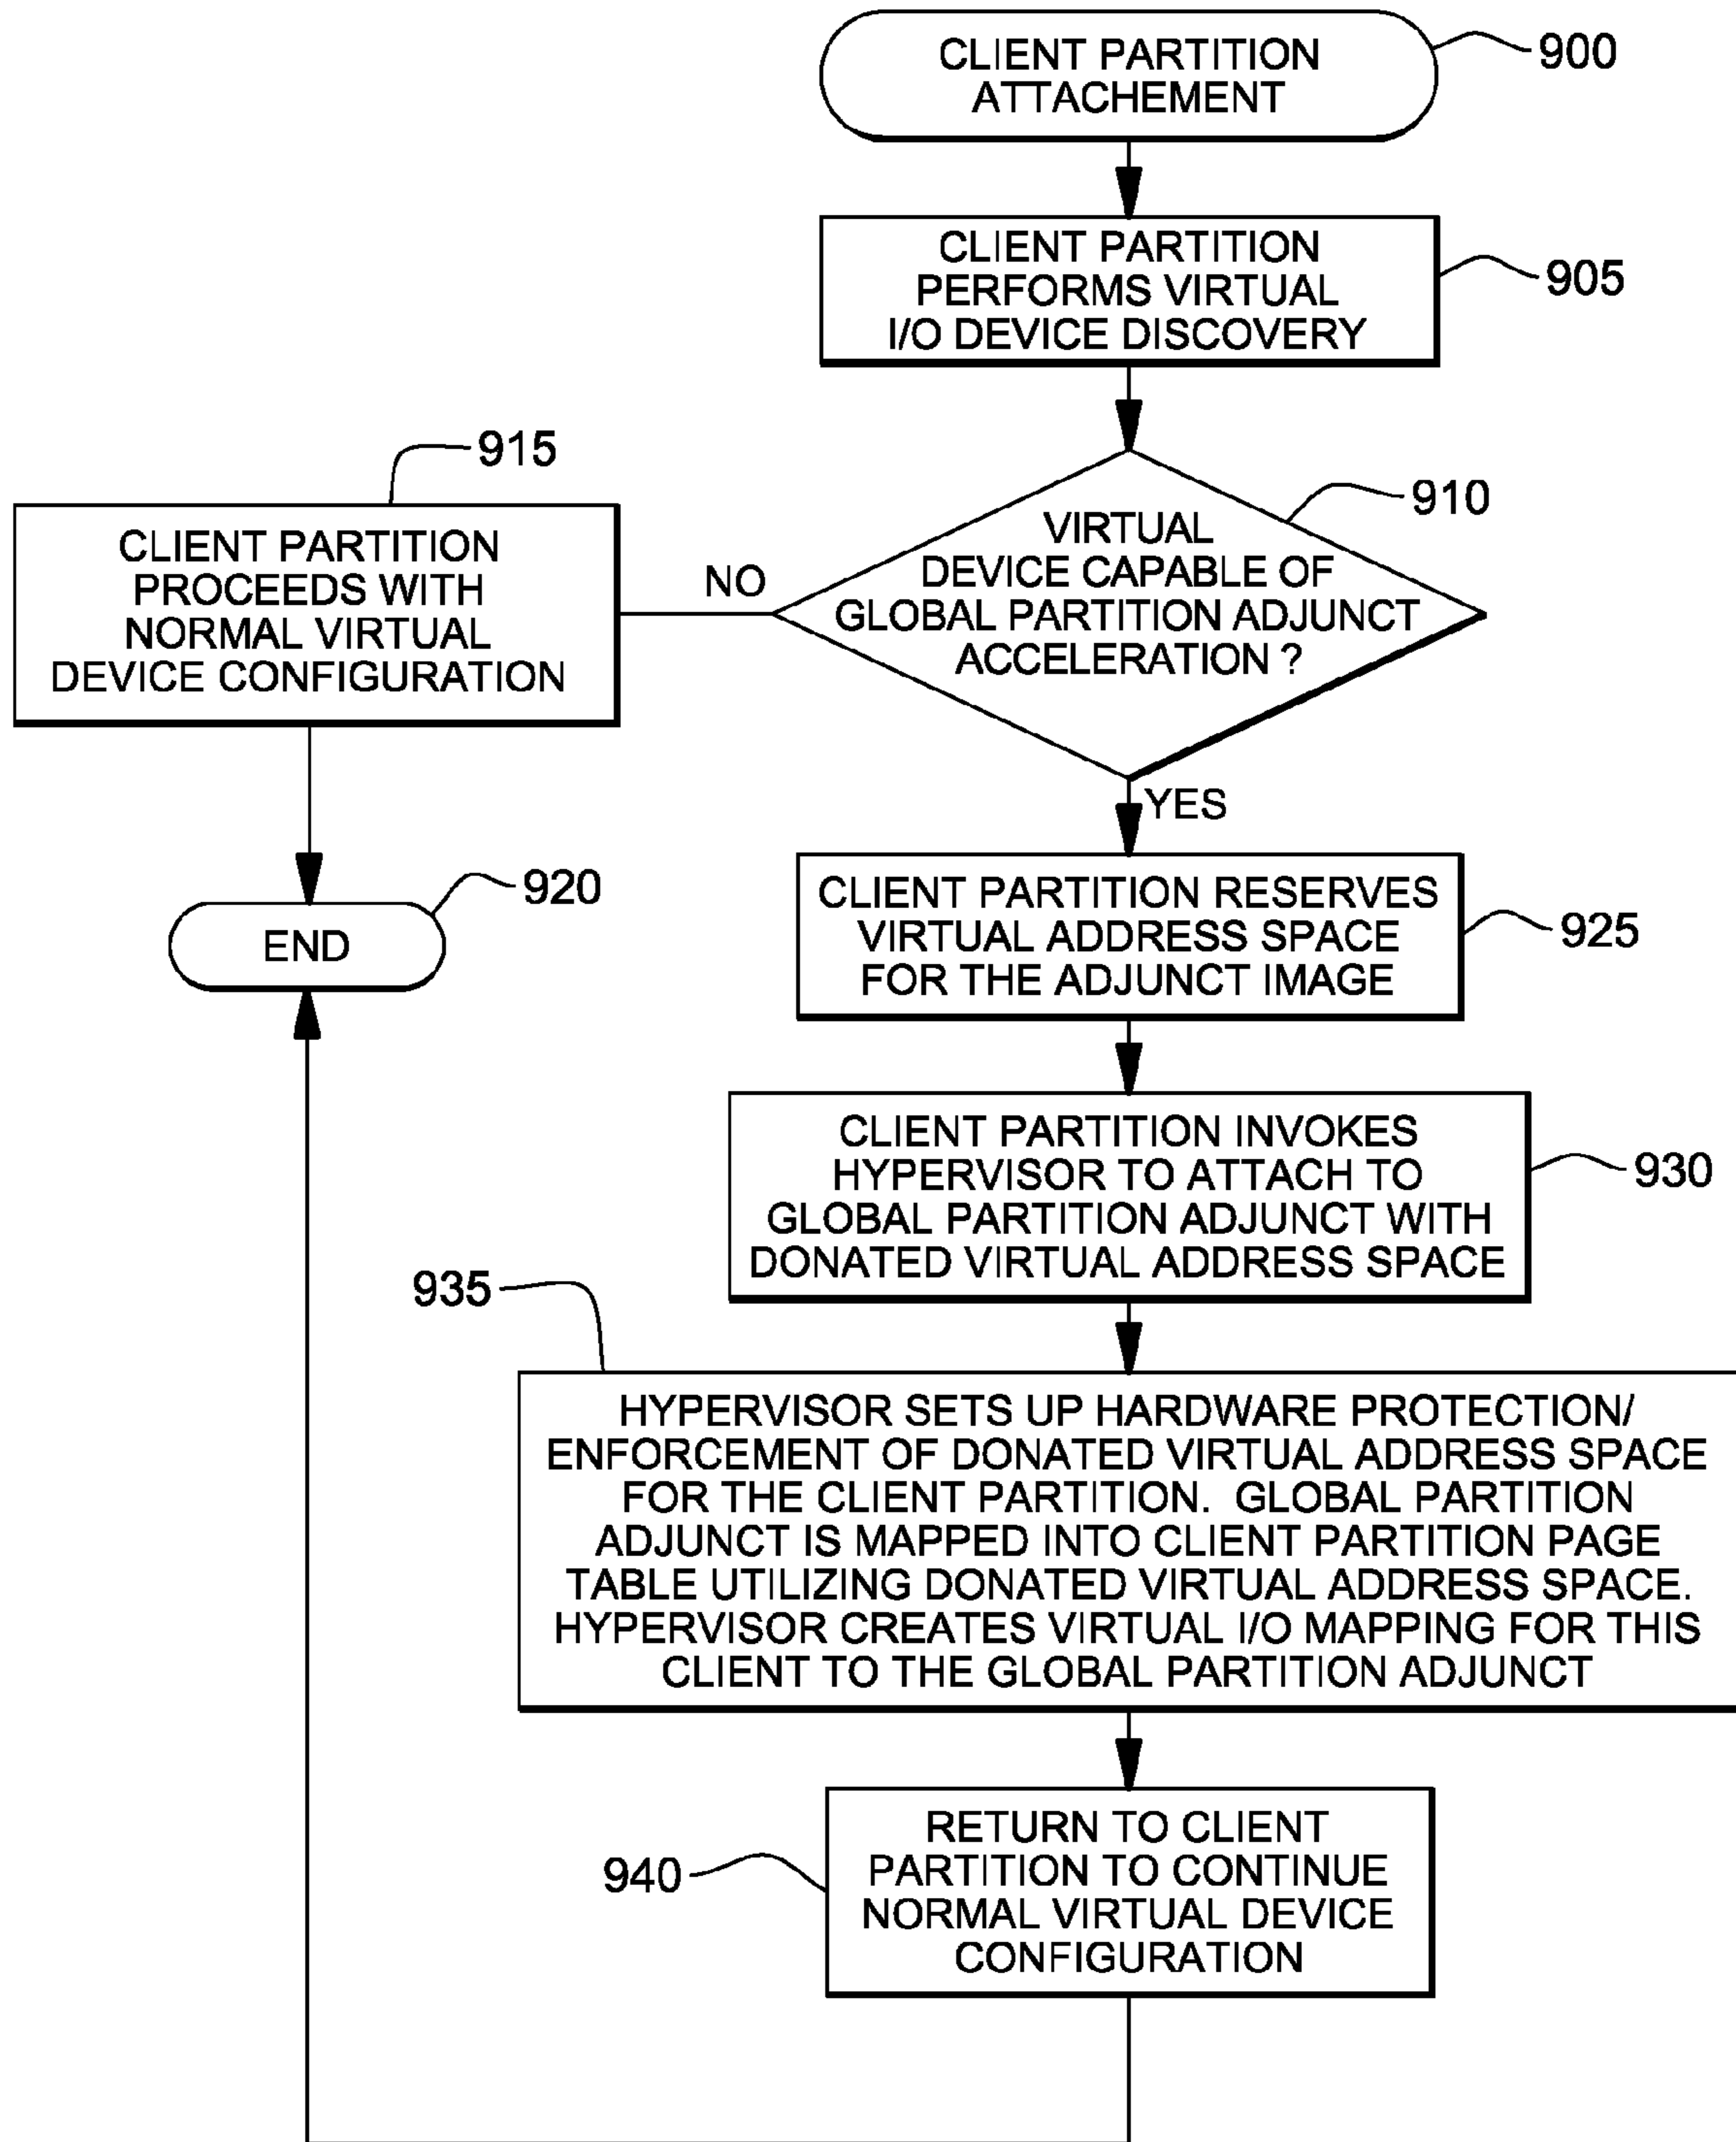 CLIENT PARTITION
ATTACHEMENT
900
CLIENT PARTITION
PERFORMS VIRTUAL
I/O DEVICE DISCOVERY
905
VIRTUAL
DEVICE CAPABLE OF
GLOBAL PARTITION ADJUNCT
ACCELERATION ?
910
NO
915
CLIENT PARTITION
PROCEEDS WITH
NORMAL VIRTUAL
DEVICE CONFIGURATION
END
920
YES
CLIENT PARTITION RESERVES
VIRTUAL ADDRESS SPACE
FOR THE ADJUNCT IMAGE
925
CLIENT PARTITION INVOKES
HYPERVISOR TO ATTACH TO
GLOBAL PARTITION ADJUNCT WITH
DONATED VIRTUAL ADDRESS SPACE
930
935
HYPERVISOR SETS UP HARDWARE PROTECTION/
ENFORCEMENT OF DONATED VIRTUAL ADDRESS SPACE
FOR THE CLIENT PARTITION. GLOBAL PARTITION
ADJUNCT IS MAPPED INTO CLIENT PARTITION PAGE
TABLE UTILIZING DONATED VIRTUAL ADDRESS SPACE.
HYPERVISOR CREATES VIRTUAL I/O MAPPING FOR THIS
CLIENT TO THE GLOBAL PARTITION ADJUNCT
940
RETURN TO CLIENT
PARTITION TO CONTINUE
NORMAL VIRTUAL DEVICE
CONFIGURATION